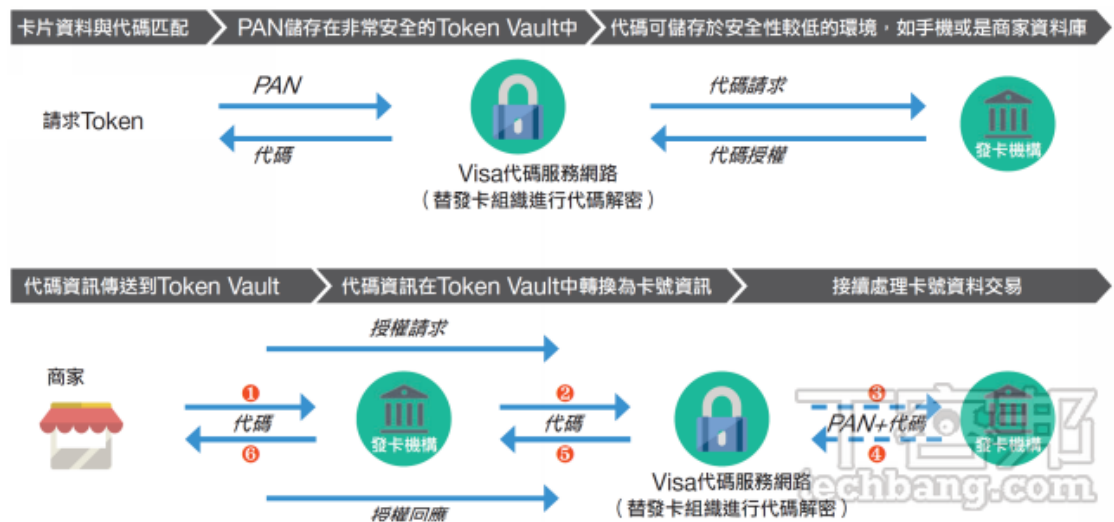 卡片資料與代碼匹配
PAN儲存在非常安全的Token Vault中
代碼可儲存於安全性較低的環境，如手機或是商家資料庫
請求Token
PAN
代碼
Visa代碼服務網路
（替發卡組織進行代碼解密）
代碼請求
代碼授權
發卡機構
代碼資訊傳送到Token Vault
代碼資訊在Token Vault中轉換為卡號資訊
接續處理卡號資料交易
授權請求
商家
❶
代碼
❻
發卡機構
❷
代碼
❺
Visa代碼服務網路
（替發卡組織進行代碼解密）
❸
PAN+代碼
❹
發卡機構
授權回應
T客邦
techbang.com